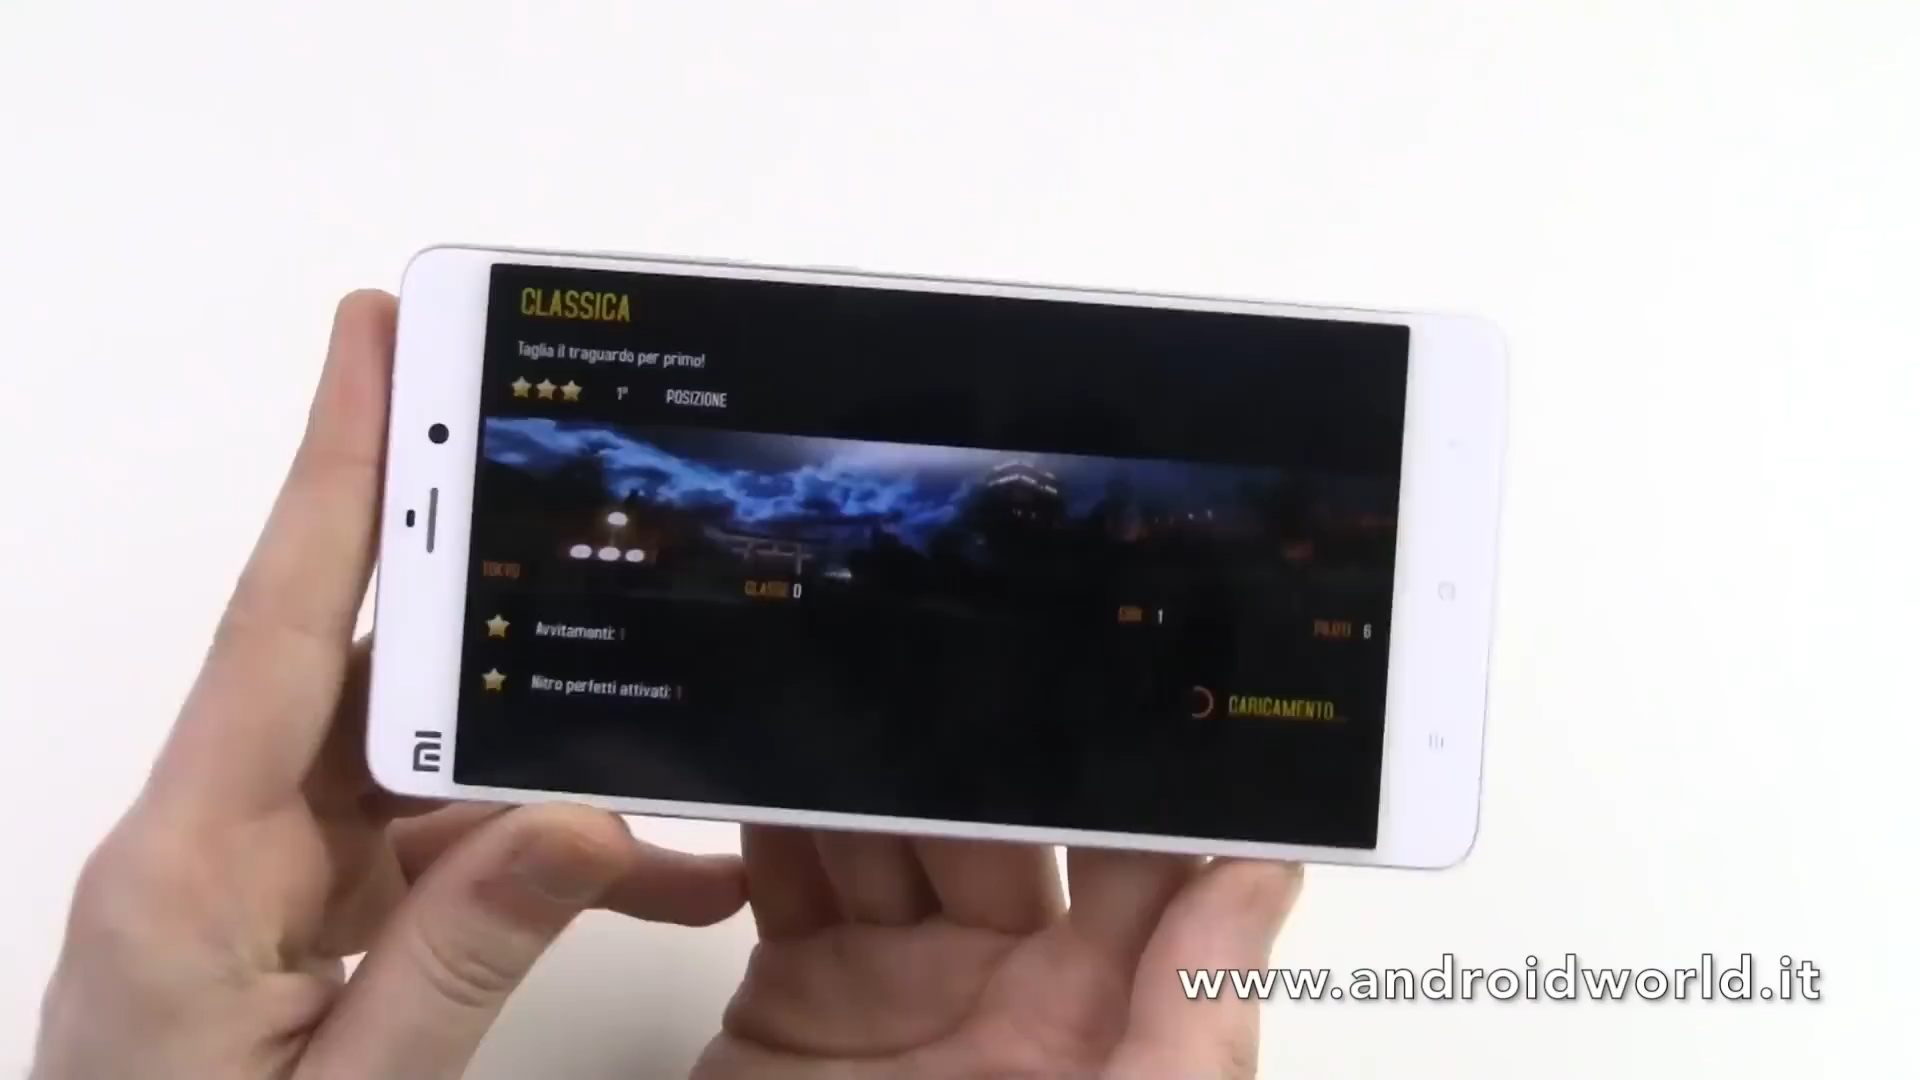 CLASSICA
Taglia il traguardo per primo!
1° POSIZIONE
TOKYO
CLASSE 0
GIRI 1
PILOTI 6
Avvitamenti: 1
Nitro perfetti attivati: 1
CARICAMENTO...
www.androidworld.it